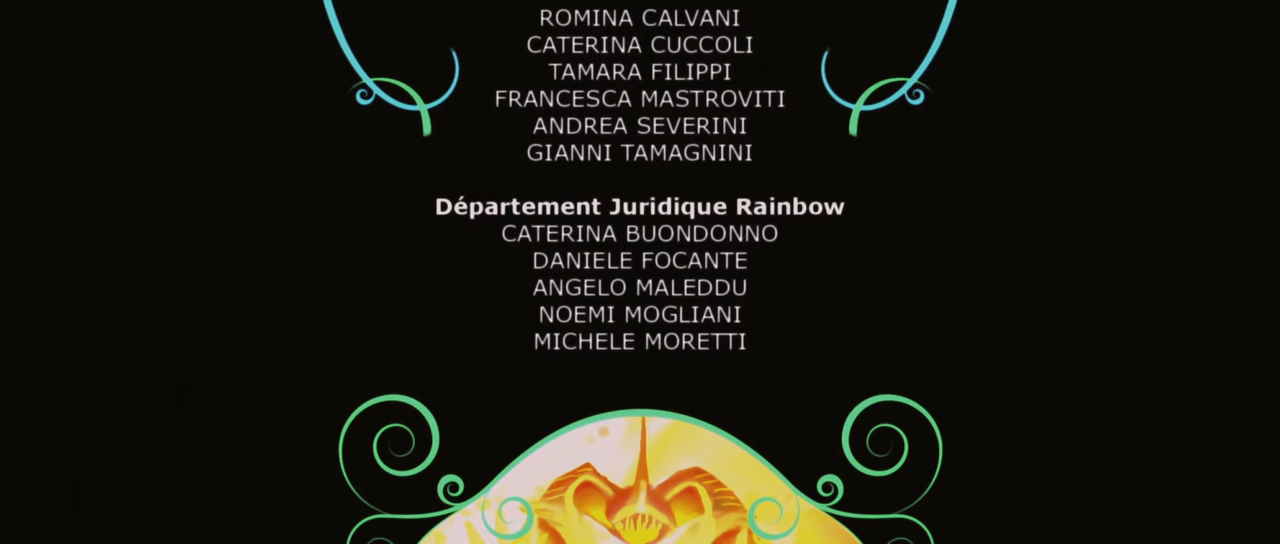 ROMINA CALVANI
CATERINA CUCCOLI
TAMARA FILIPPI
FRANCESCA MASTROVITI
ANDREA SEVERINI
GIANNI TAMAGNINI
Département Juridique Rainbow
CATERINA BUONDONNO
DANIELE FOCANTE
ANGELO MALEDDU
NOEMI MOGLIANI
MICHELE MORETTI